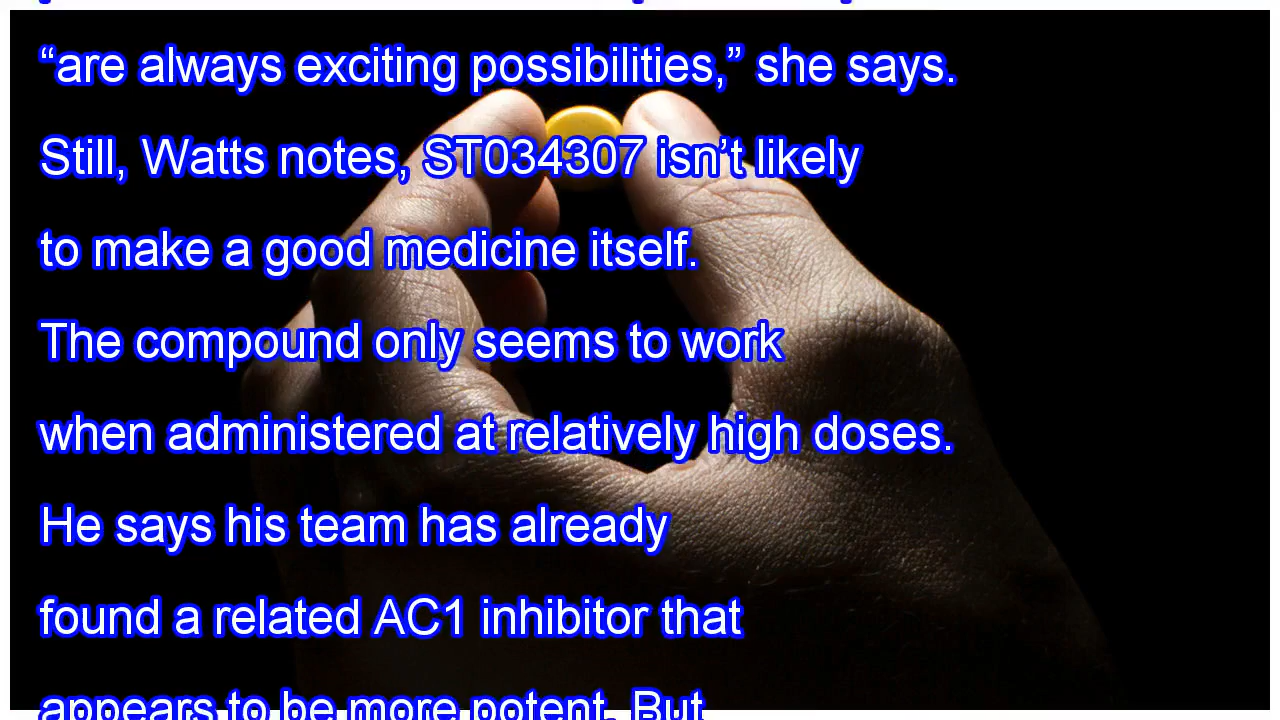 “are always exciting possibilities,” she says.
Still, Watts notes, ST034307 isn’t likely
to make a good medicine itself.
The compound only seems to work
when administered at relatively high doses.
He says his team has already
found a related AC1 inhibitor that
appears to be more potent. But